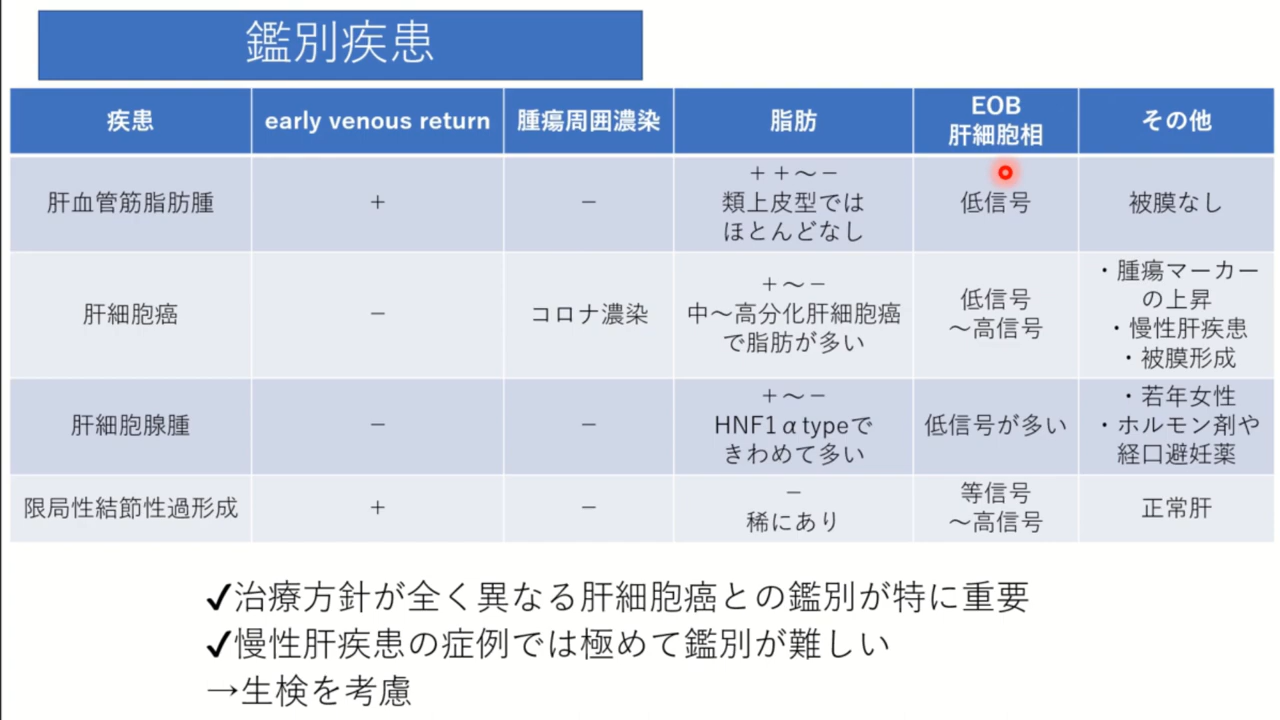 鑑別疾患
疾患
early venous return
腫瘍周囲濃染
脂肪
EOB
肝細胞相
その他
肝血管筋脂肪腫
+
−
++～−
類上皮型では
ほとんどなし
低信号
被膜なし
肝細胞癌
−
コロナ濃染
+～−
中～高分化肝細胞癌
で脂肪が多い
低信号
～高信号
・腫瘍マーカー
の上昇
・慢性肝疾患
・被膜形成
肝細胞腺腫
−
−
+～−
HNF1αtypeで
きわめて多い
低信号が多い
・若年女性
・ホルモン剤や
経口避妊薬
限局性結節性過形成
+
−
−
稀にあり
等信号
～高信号
正常肝
✓治療方針が全く異なる肝細胞癌との鑑別が特に重要
✓慢性肝疾患の症例では極めて鑑別が難しい
→生検を考慮